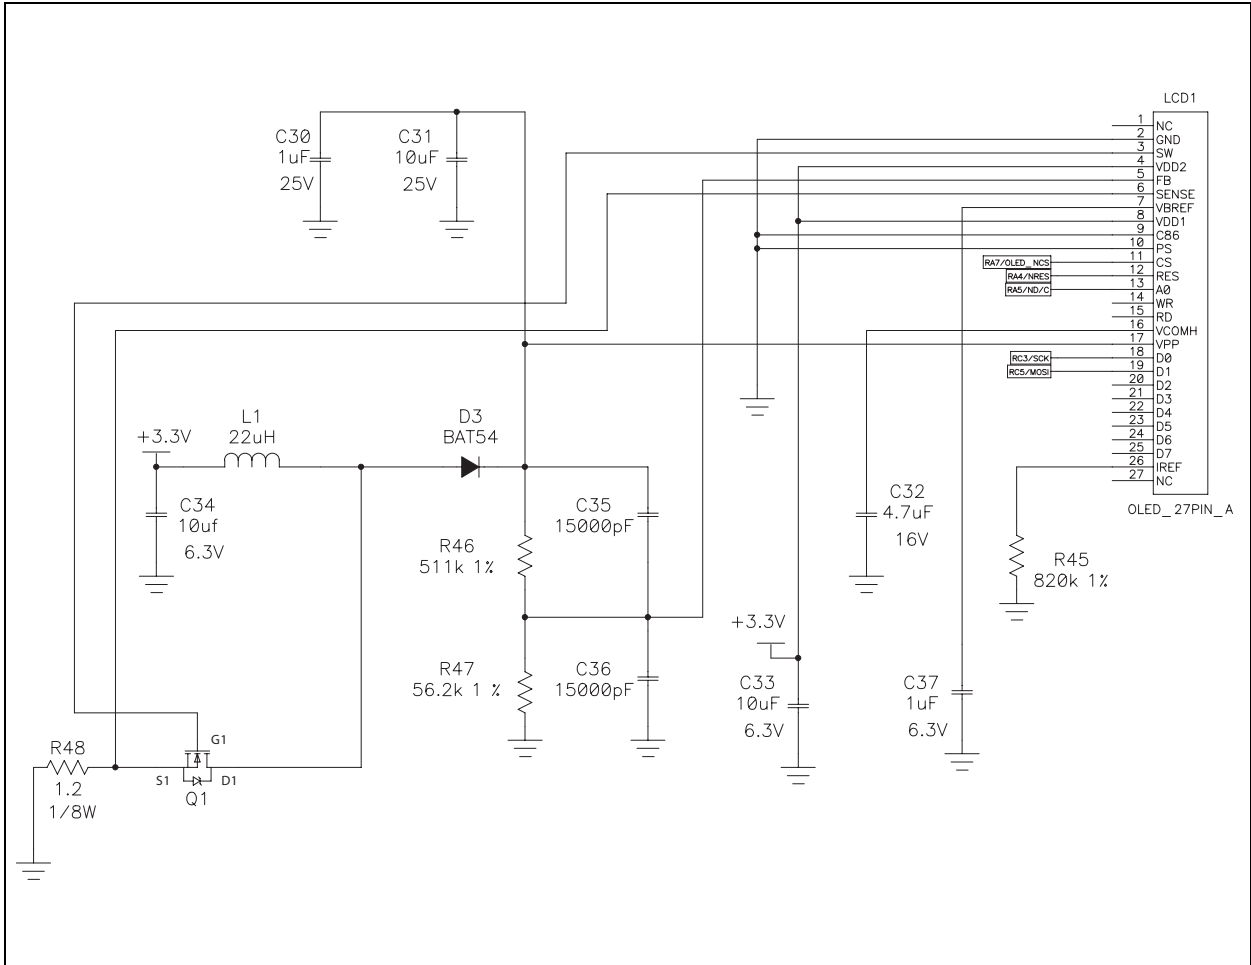 LCD1
C30
1uF
25V
C31
10uF
25V
1 NC
2 GND
3 SW
4 VDD2
5 FB
6 SENSE
7 VBREF
8 VDD1
9 C86
10 PS
RA7/OLED_NCS 11 CS
RA4/NRES 12 RES
RA5/ND/C 13 A0
14 WR
15 RD
16 VCOMH
17 VPP
RC3/SCK 18 D0
RC5/MOSI 19 D1
20 D2
21 D3
22 D4
23 D5
24 D6
25 D7
26 IREF
27 NC
OLED_27PIN_A
+3.3V
L1
22uH
D3
BAT54
C34
10uf
6.3V
C35
15000pF
R46
511k 1%
C32
4.7uF
16V
R45
820k 1%
R47
56.2k 1 %
C36
15000pF
+3.3V
C33
10uF
6.3V
C37
1uF
6.3V
R48
1.2
1/8W
G1
S1
D1
Q1